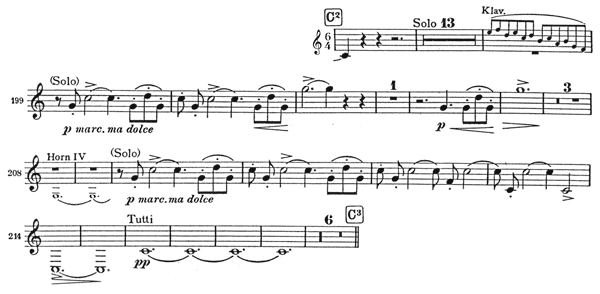 C² Solo 13 Klav.
6
4
(Solo)
199 1 3
p marc. ma dolce p
Horn IV (Solo)
208
p marc. ma dolce
214 Tutti 6 C³
pp